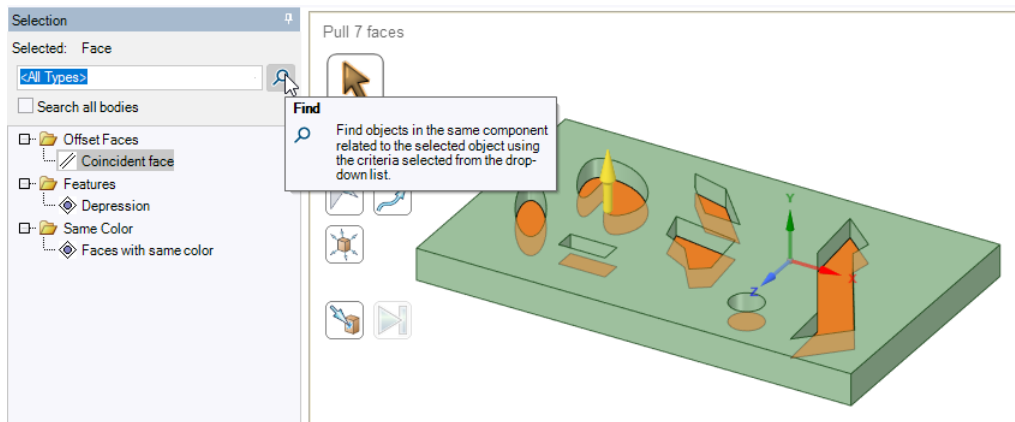 Selection
Selected: Face
<All Types>
Search all bodies
Offset Faces
Coincident face
Features
Depression
Same Color
Faces with same color
Pull 7 faces
Find
Find objects in the same component
related to the selected object using
the criteria selected from the drop-
down list.
Y
X
Z